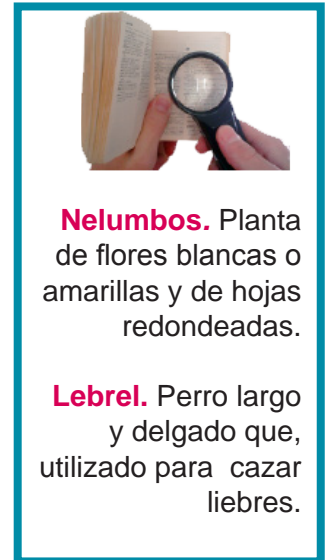 Nelumbos. Planta
de flores blancas o
amarillas y de hojas
redondeadas.
Lebrel. Perro largo
y delgado que,
utilizado para cazar
liebres.